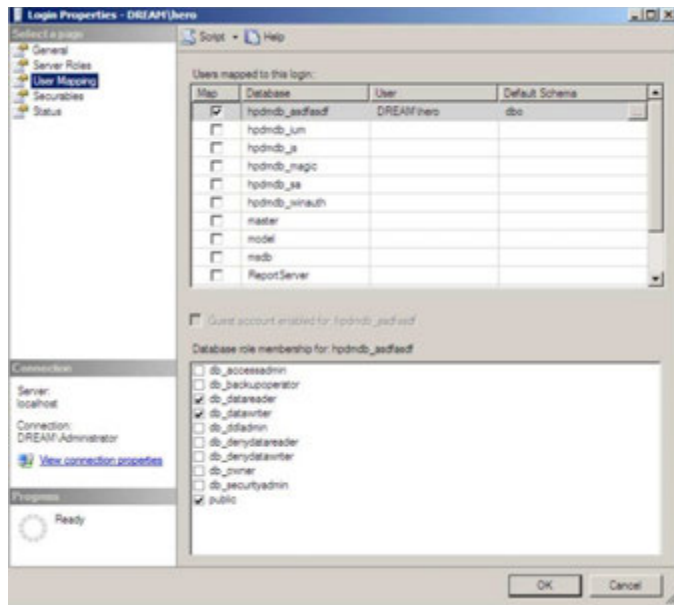 Login Properties - DREAM\hero
Select a page
General
Server Roles
User Mapping
Securables
Status
Script Help
Users mapped to this login:
Map Database User Default Schema
hpdmdb_asdfasdf DREAM\hero dbo ...
hpdmdb_ium
hpdmdb_ja
hpdmdb_magic
hpdmdb_sa
hpdmdb_winauth
master
model
msdb
ReportServer
Guest account enabled for: hpdmdb_asdfasdf
Database role membership for: hpdmdb_asdfasdf
db_accessadmin
db_backupoperator
db_datareader
db_datawriter
db_ddladmin
db_denydatareader
db_denydatawriter
db_owner
db_securityadmin
public
Connection
Server:
localhost
Connection:
DREAM\Administrator
View connection properties
Progress
Ready
OK Cancel